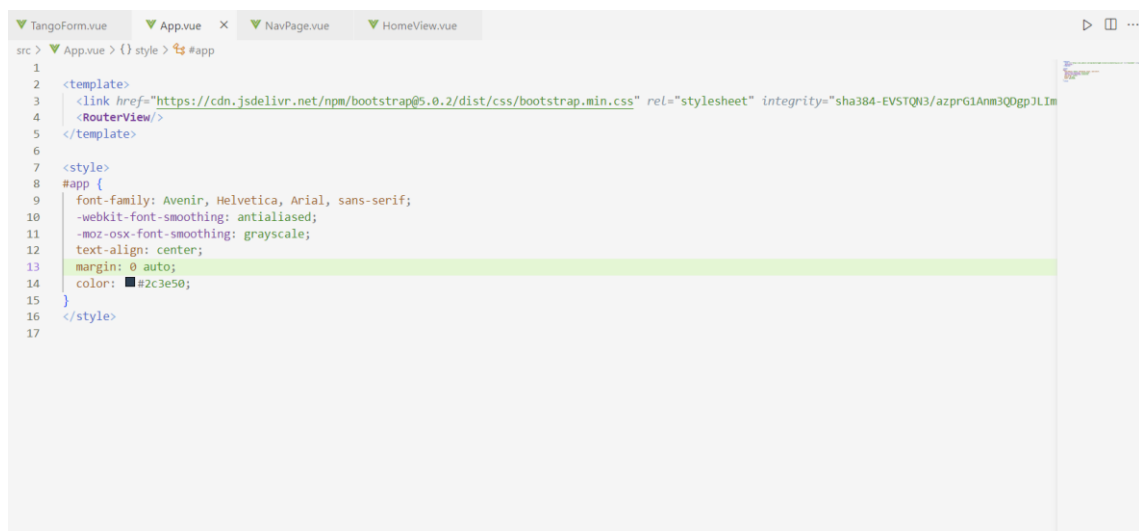 TangoForm.vue App.vue NavPage.vue HomeView.vue
src > App.vue > {} style > #app
1
2 <template>
3 <link href="https://cdn.jsdelivr.net/npm/bootstrap@5.0.2/dist/css/bootstrap.min.css" rel="stylesheet" integrity="sha384-EVSTQN3/azprG1Anm3QDgpJLIm
4 <RouterView/>
5 </template>
6
7 <style>
8 #app {
9 font-family: Avenir, Helvetica, Arial, sans-serif;
10 -webkit-font-smoothing: antialiased;
11 -moz-osx-font-smoothing: grayscale;
12 text-align: center;
13 margin: 0 auto;
14 color: #2c3e50;
15 }
16 </style>
17